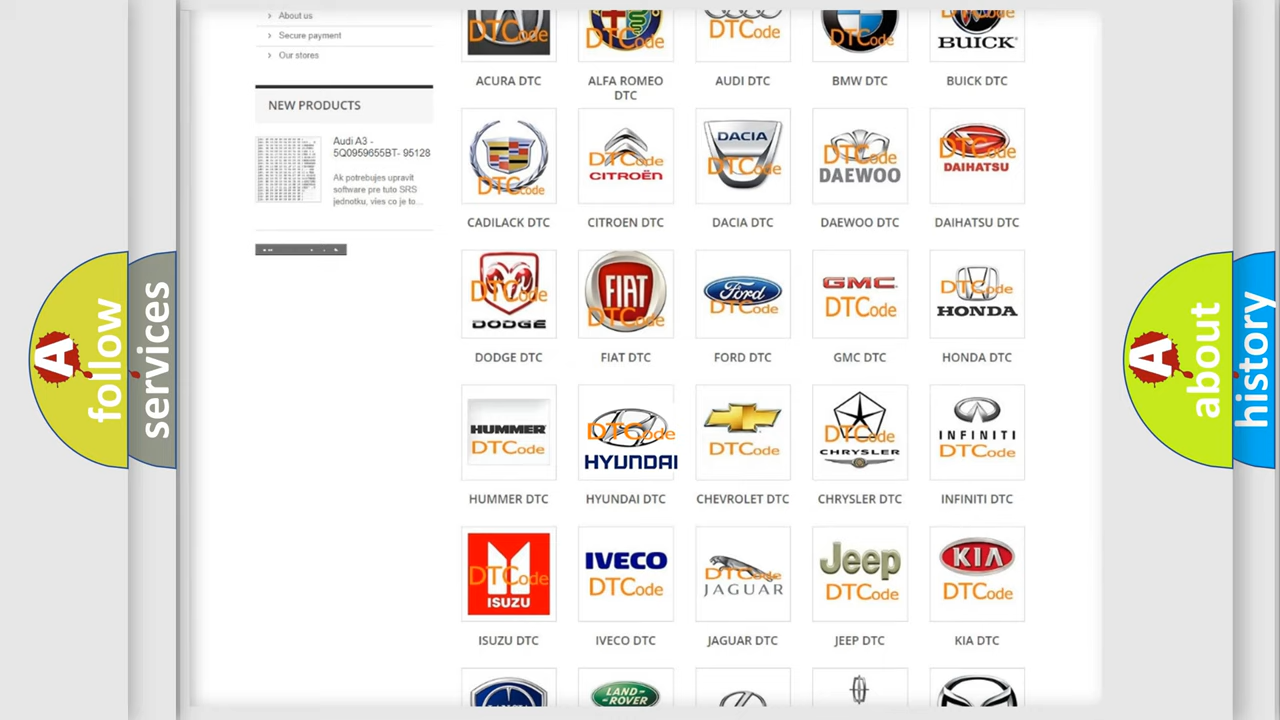 About us
Secure payment
Our stores
NEW PRODUCTS
Audi A3 -
5Q0959655BT- 95128
Ak potrebujes upravit
software pre tuto SRS
jednotku, vies co je to...
DTCode DTCode DTCode DTCode BUICK
ACURA DTC ALFA ROMEO DTC AUDI DTC BMW DTC BUICK DTC
DTCode DTCode CITROËN DACIA DTCode DTCode DAEWOO DTCode DAIHATSU
CADILACK DTC CITROEN DTC DACIA DTC DAEWOO DTC DAIHATSU DTC
DTCode DODGE FIAT DTCode Ford DTCode GMC DTCode DTCode HONDA
DODGE DTC FIAT DTC FORD DTC GMC DTC HONDA DTC
HUMMER DTCode DTCode HYUNDAI DTCode DTCode CHRYSLER INFINITI DTCode
HUMMER DTC HYUNDAI DTC CHEVROLET DTC CHRYSLER DTC INFINITI DTC
DTCode ISUZU IVECO DTCode DTCode JAGUAR Jeep DTCode KIA DTCode
ISUZU DTC IVECO DTC JAGUAR DTC JEEP DTC KIA DTC
LAND-
ROVER
A follow
services
A about
history